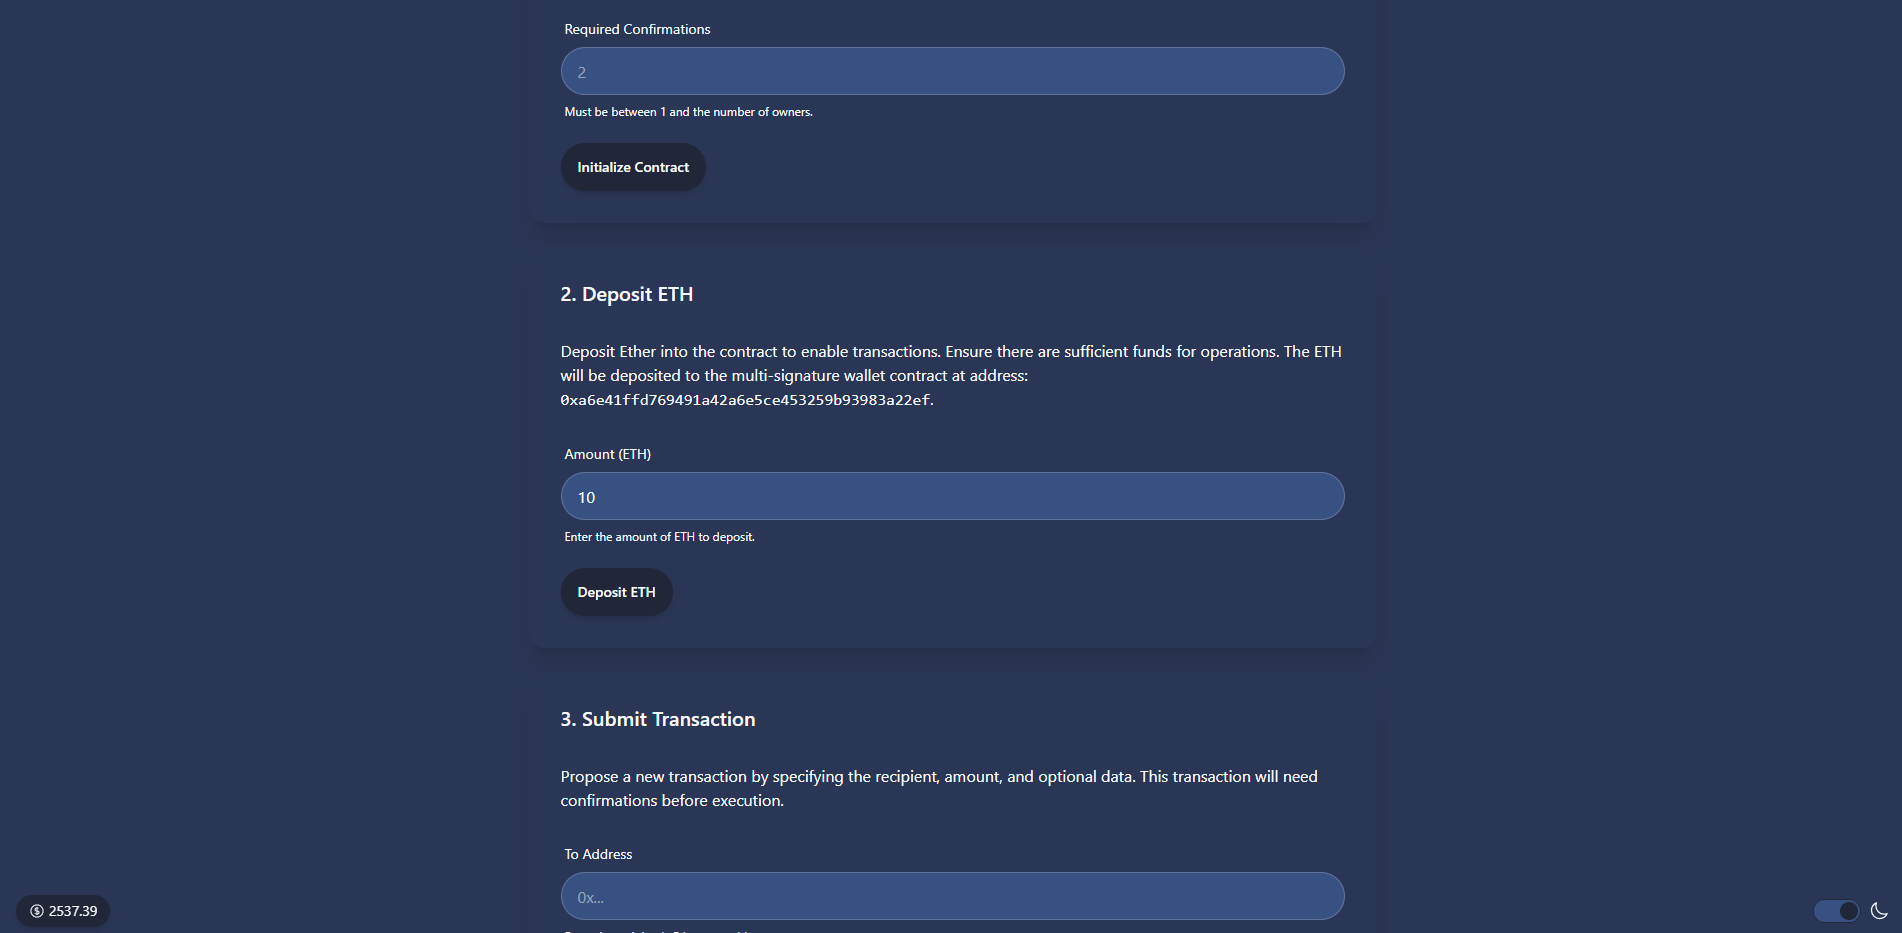 Required Confirmations
2
Must be between 1 and the number of owners.
Initialize Contract
2. Deposit ETH
Deposit Ether into the contract to enable transactions. Ensure there are sufficient funds for operations. The ETH
will be deposited to the multi-signature wallet contract at address:
0xa6e41ffd769491a42a6e5ce453259b93983a22ef.
Amount (ETH)
10
Enter the amount of ETH to deposit.
Deposit ETH
3. Submit Transaction
Propose a new transaction by specifying the recipient, amount, and optional data. This transaction will need
confirmations before execution.
To Address
0x...
2537.39